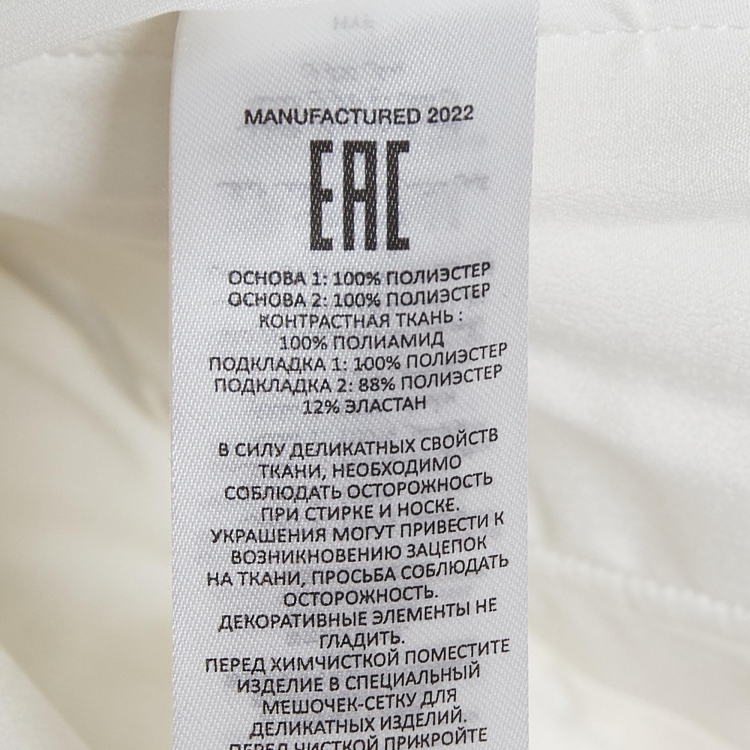 MANUFACTURED 2022
EAC
ОСНОВА 1: 100% ПОЛИЭСТЕР
ОСНОВА 2: 100% ПОЛИЭСТЕР
КОНТРАСТНАЯ ТКАНЬ :
100% ПОЛИАМИД
ПОДКЛАДКА 1: 100% ПОЛИЭСТЕР
ПОДКЛАДКА 2: 88% ПОЛИЭСТЕР
12% ЭЛАСТАН
В СИЛУ ДЕЛИКАТНЫХ СВОЙСТВ
ТКАНИ, НЕОБХОДИМО
СОБЛЮДАТЬ ОСТОРОЖНОСТЬ
ПРИ СТИРКЕ И НОСКЕ.
УКРАШЕНИЯ МОГУТ ПРИВЕСТИ К
ВОЗНИКНОВЕНИЮ ЗАЦЕПОК
НА ТКАНИ, ПРОСЬБА СОБЛЮДАТЬ
ОСТОРОЖНОСТЬ.
ДЕКОРАТИВНЫЕ ЭЛЕМЕНТЫ НЕ
ГЛАДИТЬ.
ПЕРЕД ХИМЧИСТКОЙ ПОМЕСТИТЕ
ИЗДЕЛИЕ В СПЕЦИАЛЬНЫЙ
МЕШОЧЕК-СЕТКУ ДЛЯ
ДЕЛИКАТНЫХ ИЗДЕЛИЙ.
ПЕРЕД ЧИСТКОЙ ПРИКРОЙТЕ